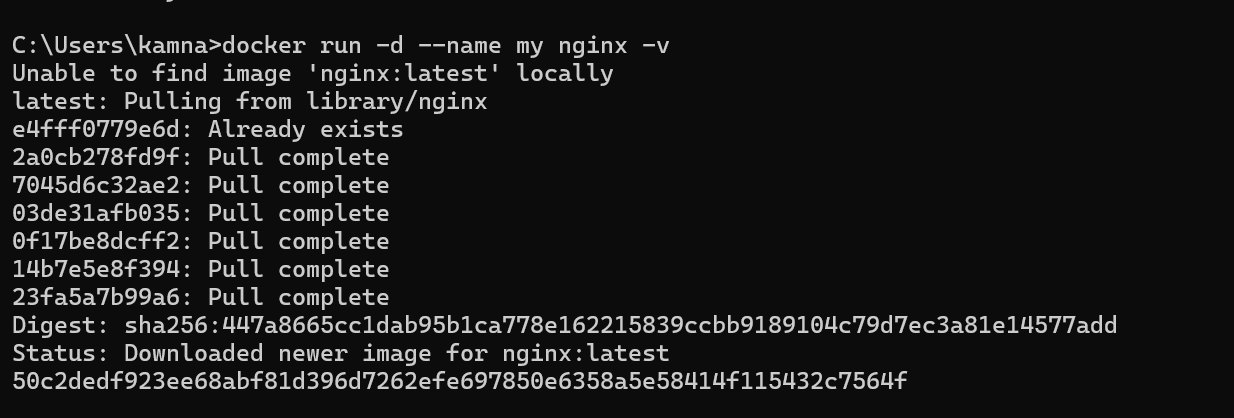 C:\Users\kamna>docker run -d --name my nginx -v
Unable to find image 'nginx:latest' locally
latest: Pulling from library/nginx
e4fff0779e6d: Already exists
2a0cb278fd9f: Pull complete
7045d6c32ae2: Pull complete
03de31afb035: Pull complete
0f17be8dcff2: Pull complete
14b7e5e8f394: Pull complete
23fa5a7b99a6: Pull complete
Digest: sha256:447a8665cc1dab95b1ca778e162215839ccbb9189104c79d7ec3a81e14577add
Status: Downloaded newer image for nginx:latest
50c2dedf923ee68abf81d396d7262efe697850e6358a5e58414f115432c7564f